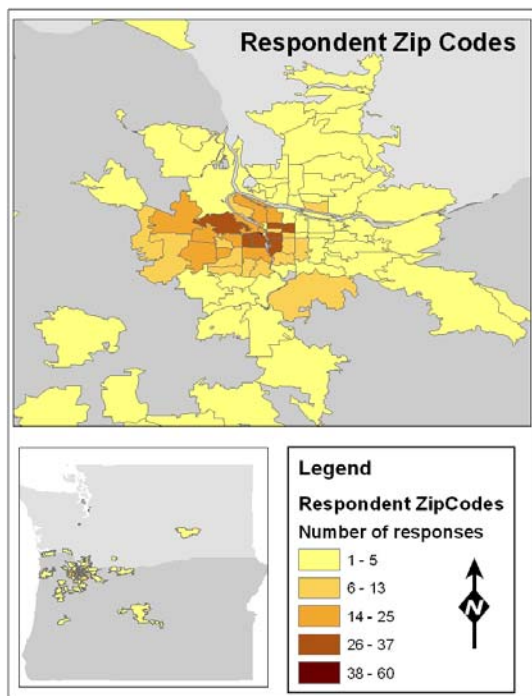 Respondent Zip Codes
Legend
Respondent ZipCodes
Number of responses
1 - 5
6 - 13
14 - 25
26 - 37
38 - 60
N